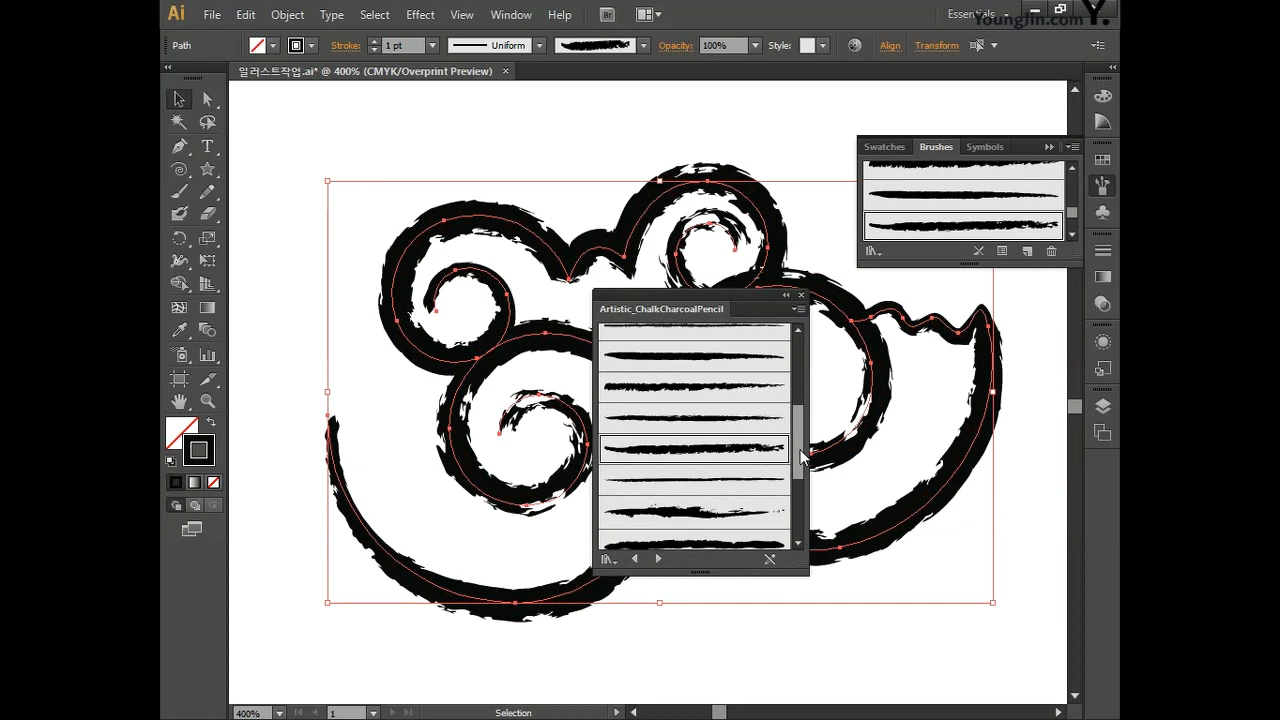 Ai File Edit Object Type Select Effect View Window Help Br Essentials
YoungJin.com Y.
Path Stroke: 1 pt Uniform Opacity: 100% Style: Align Transform
일러스트작업.ai* @ 400% (CMYK/Overprint Preview) ×
Swatches Brushes Symbols
Artistic_ChalkCharcoalPencil
400% 1 Selection